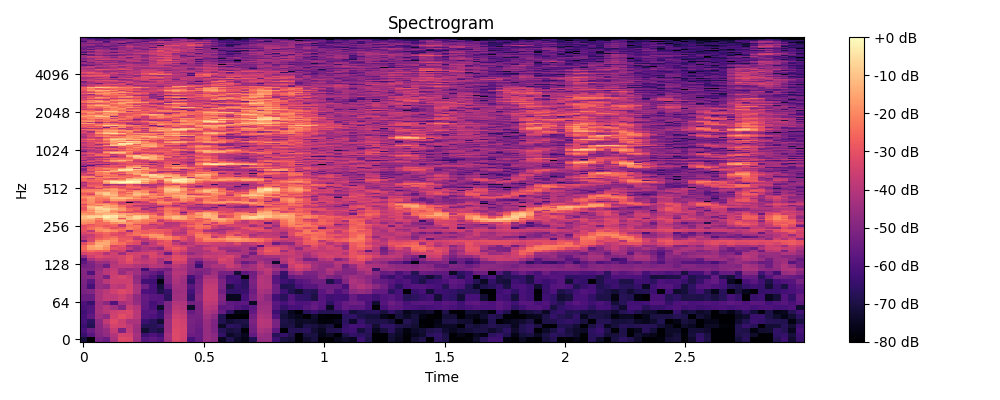 Spectrogram
Hz
4096
2048
1024
512
256
128
64
0
0
0.5
1
1.5
2
2.5
Time
+0 dB
-10 dB
-20 dB
-30 dB
-40 dB
-50 dB
-60 dB
-70 dB
-80 dB